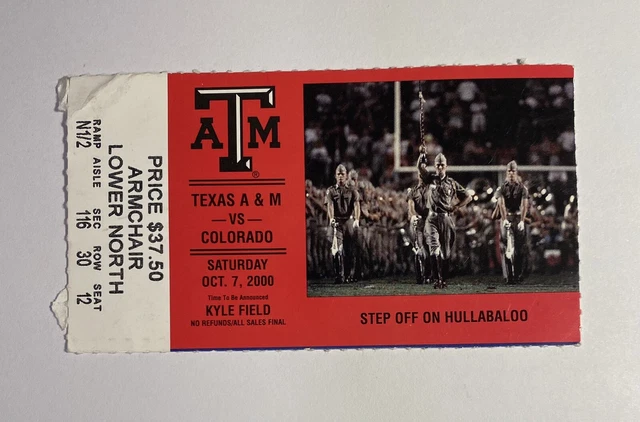 PRICE $37.50
ARMCHAIR
LOWER NORTH
RAMP AISLE SEC ROW SEAT
N1/2 116 30 12
ATM ®
TEXAS A & M
—VS—
COLORADO
SATURDAY
OCT. 7, 2000
Time To Be Announced
KYLE FIELD
NO REFUNDS/ALL SALES FINAL
STEP OFF ON HULLABALOO